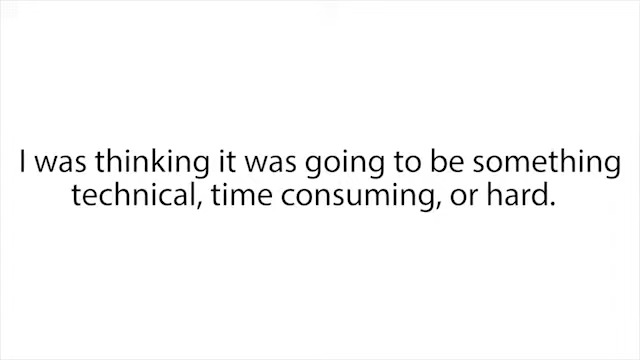 I was thinking it was going to be something
technical, time consuming, or hard.